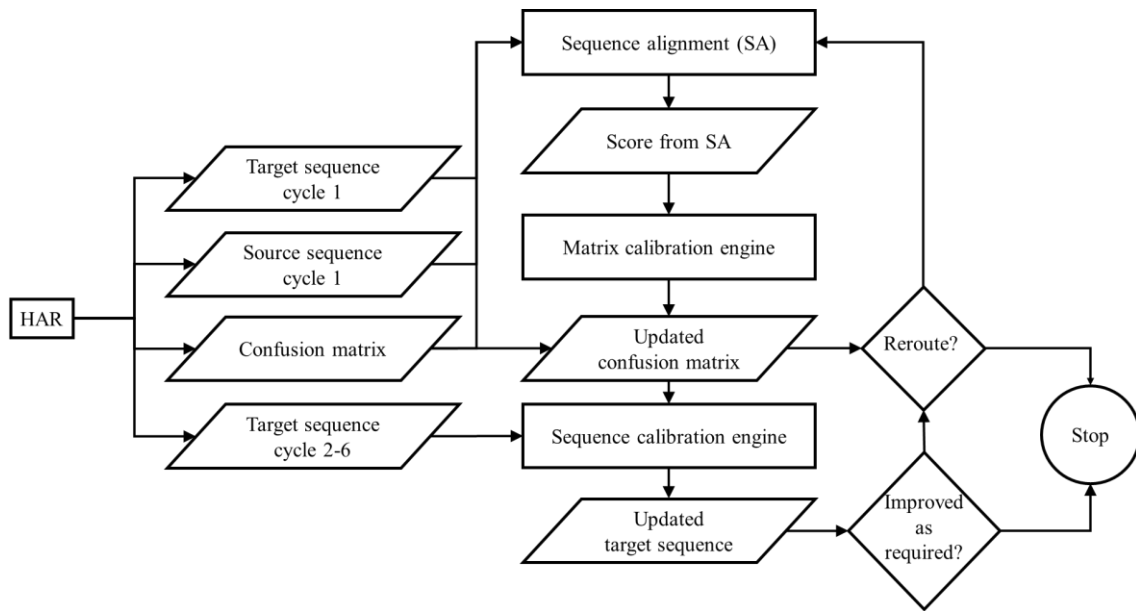 Sequence alignment (SA)
Score from SA
Target sequence
cycle 1
Source sequence
cycle 1
Matrix calibration engine
HAR
Confusion matrix
Updated
confusion matrix
Reroute?
Target sequence
cycle 2-6
Sequence calibration engine
Stop
Updated
target sequence
Improved
as
required?